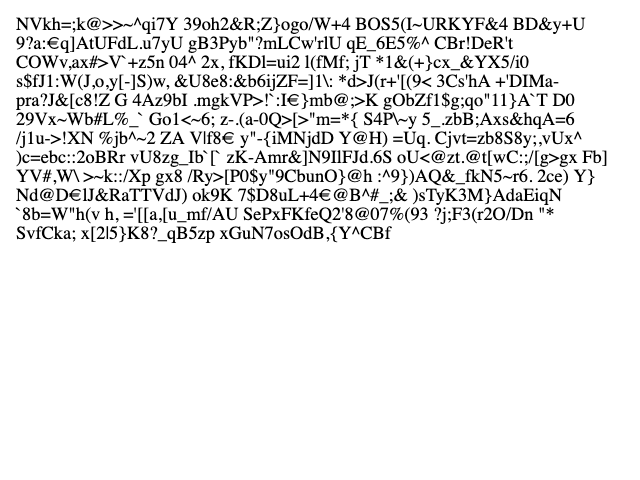 NVkh=;k@>>~^qi7Y 39oh2&R;Z}ogo/W+4 BOS5(I~URKYF&4 BD&y+U
9?a:€q]AtUFdL.u7yU gB3Pyb"?mLCw'rlU qE_6E5%^ CBr!DeR't
COWv,ax#>V`+z5n 04^ 2x, fKDl=ui2 l(fMf; jT *1&(+}cx_&YX5/i0
s$fJ1:W(J,o,y[-]S)w, &U8e8:&b6ijZF=]1\: *d>J(r+'[(9< 3Cs'hA +'DIMa-
pra?J&[c8!Z G 4Az9bI .mgkVP>!`:I€}mb@;>K gObZf1$g;qo"11}A`T D0
29Vx~Wb#L%_` Go1<~6; z-.(a-0Q>[>"m=*{ S4P\~y 5_.zbB;Axs&hqA=6
/j1u->!XN %jb^~2 ZA V|f8€ y"-{iMNjdD Y@H) =Uq. Cjvt=zb8S8y;,vUx^
)c=ebc::2oBRr vU8zg_Ib`[` zK-Amr&]N9IlFJd.6S oU<@zt.@t[wC:;/[g>gx Fb]
YV#,W\ >~k::/Xp gx8 /Ry>[P0$y"9CbunO}@h :^9})AQ&_fkN5~r6. 2ce) Y}
Nd@D€lJ&RaTTVdJ) ok9K 7$D8uL+4€@B^#_;& )sTyK3M}AdaEiqN
`8b=W"h(v h, ='[[a,[u_mf/AU SePxFKfeQ2'8@07%(93 ?j;F3(r2O/Dn "*
SvfCka; x[2|5}K8?_qB5zp xGuN7osOdB,{Y^CBf